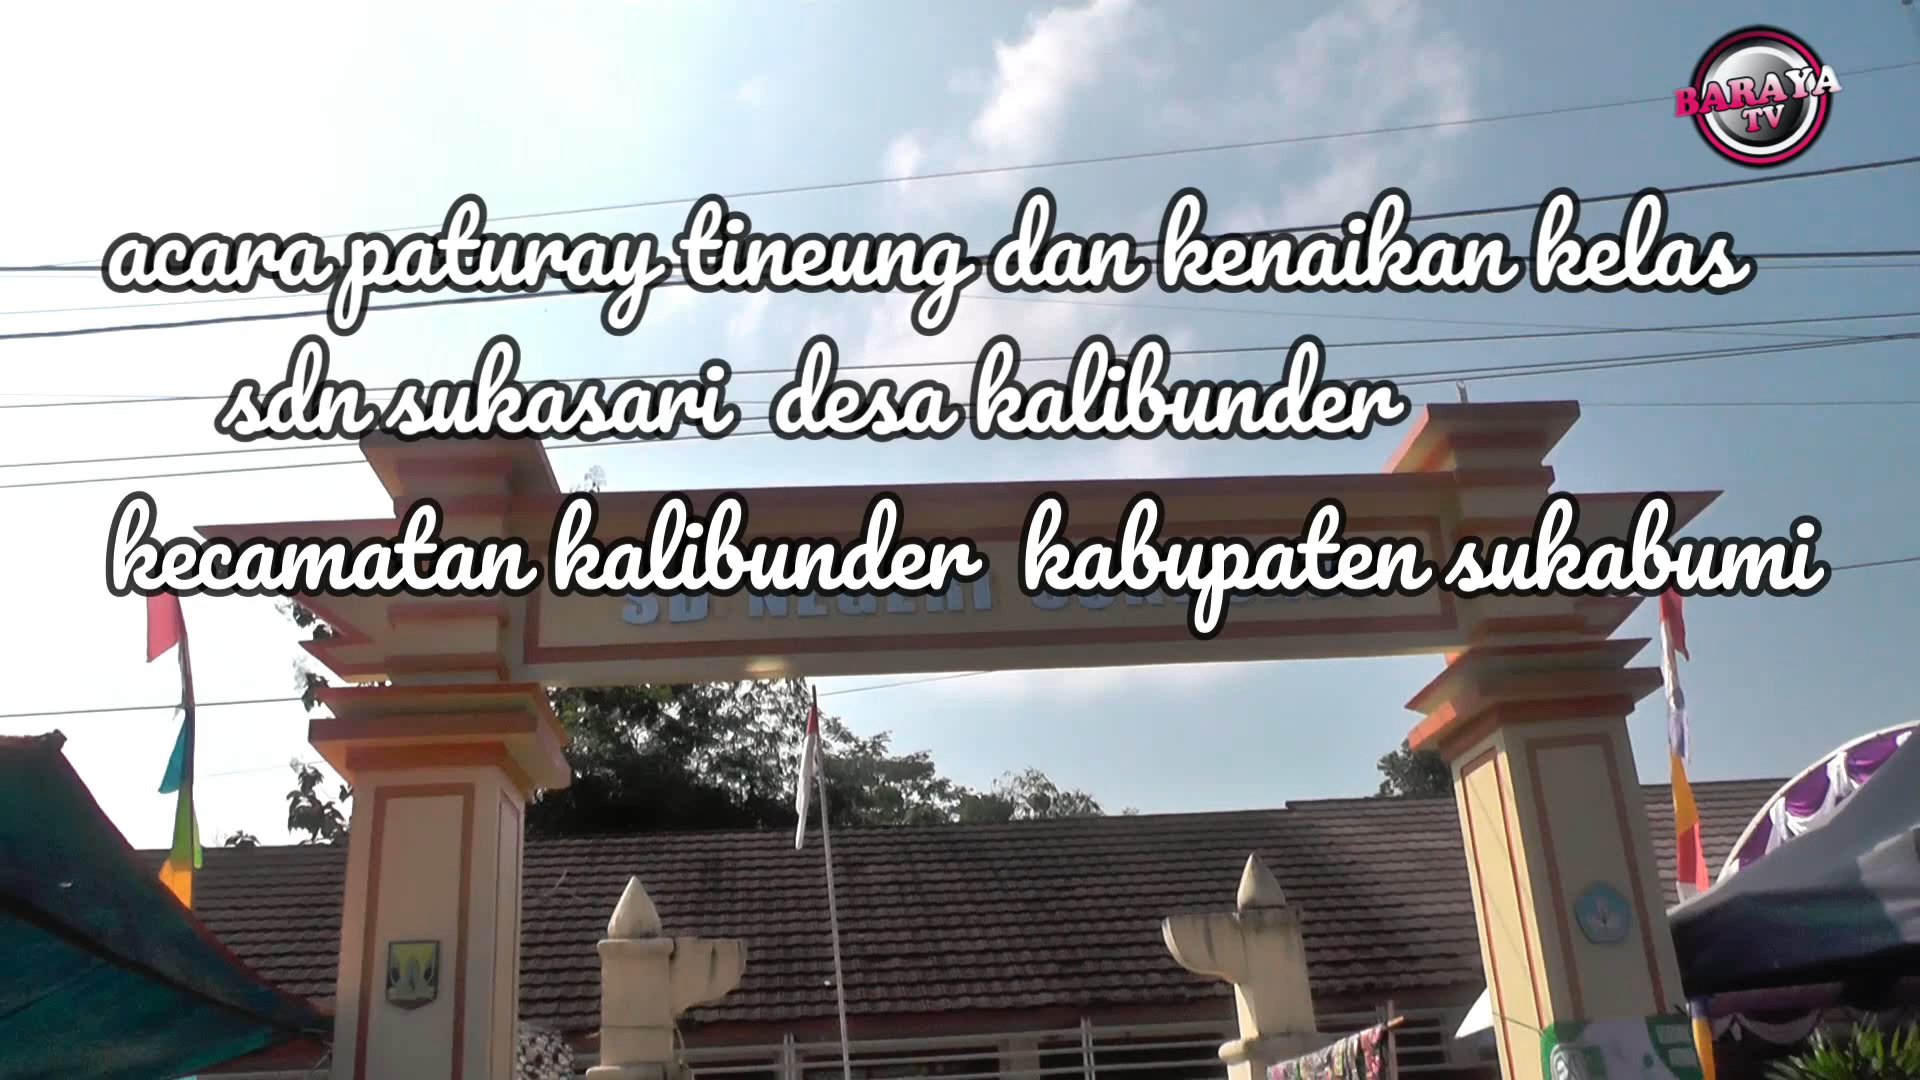 BARAYA
TV
acara paturay tineung dan kenaikan kelas
sdn sukasari desa kalibunder
kecamatan kalibunder kabupaten sukabumi
SD NEGERI